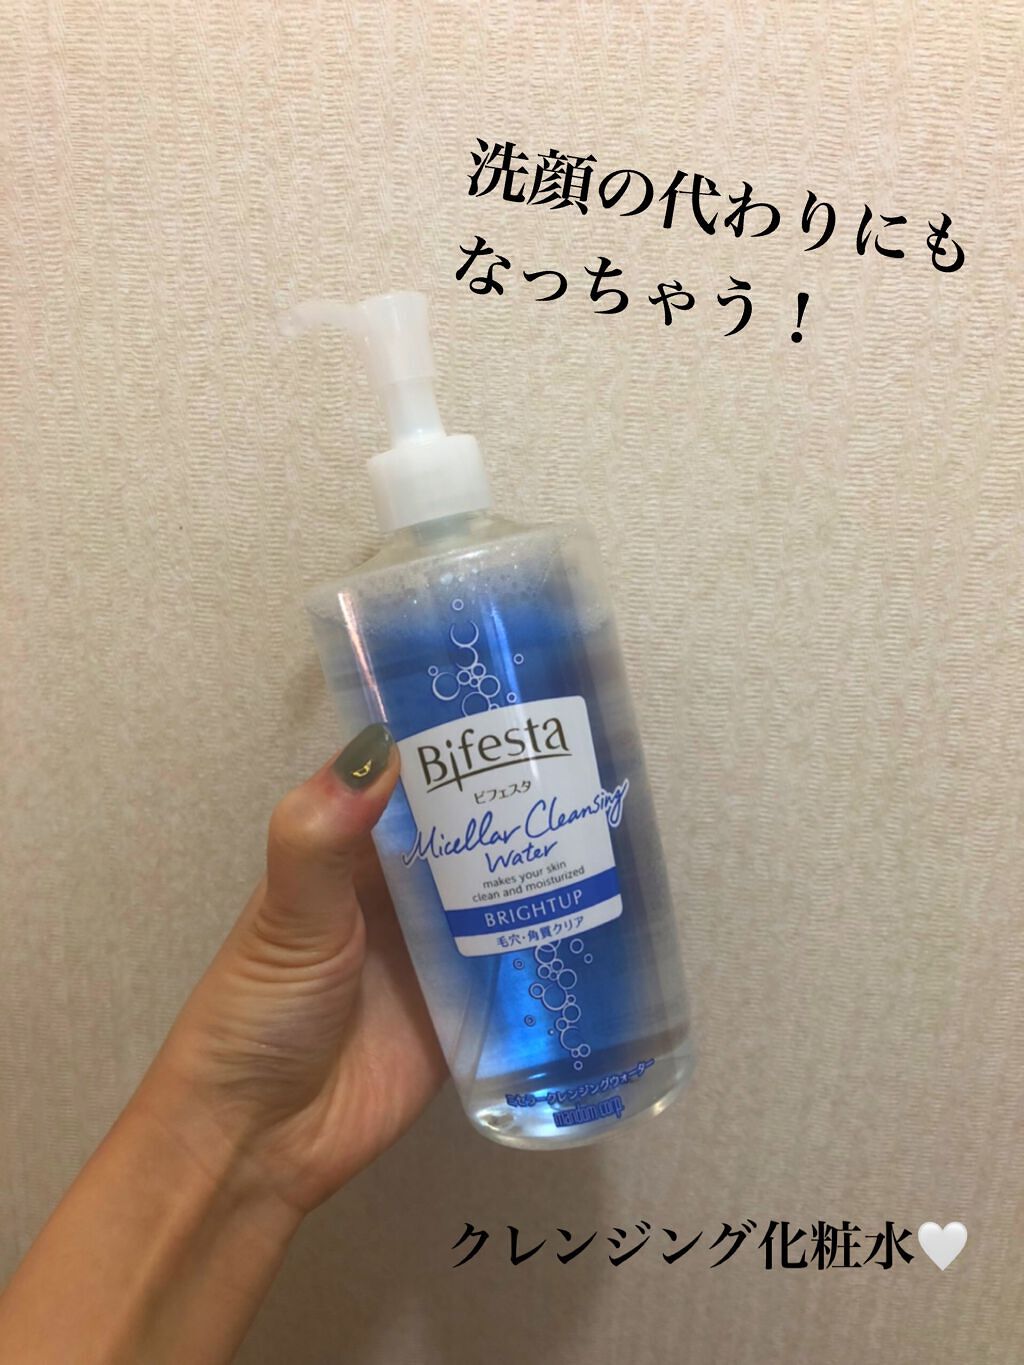 洗顔の代わりにも
なっちゃう！
Bifesta
ビフェスタ
Micellar Cleansing
Water
makes your skin
clean and moisturized
BRIGHTUP
毛穴・角質クリア
ミセラークレンジングウォーター
mandom corp.
クレンジング化粧水🤍